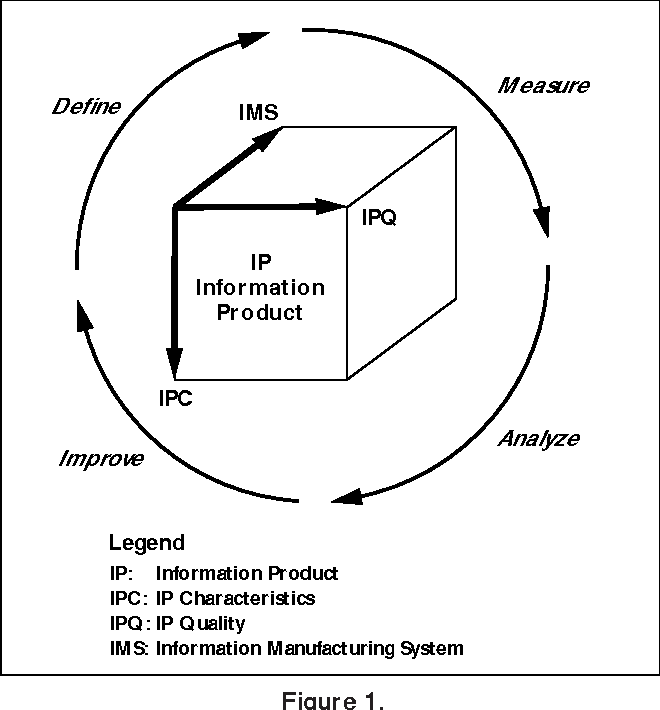 Define
Measure
IMS
IPQ
IP
Information
Product
IPC
Improve
Analyze
Legend
IP: Information Product
IPC: IP Characteristics
IPQ: IP Quality
IMS: Information Manufacturing System
Figure 1.